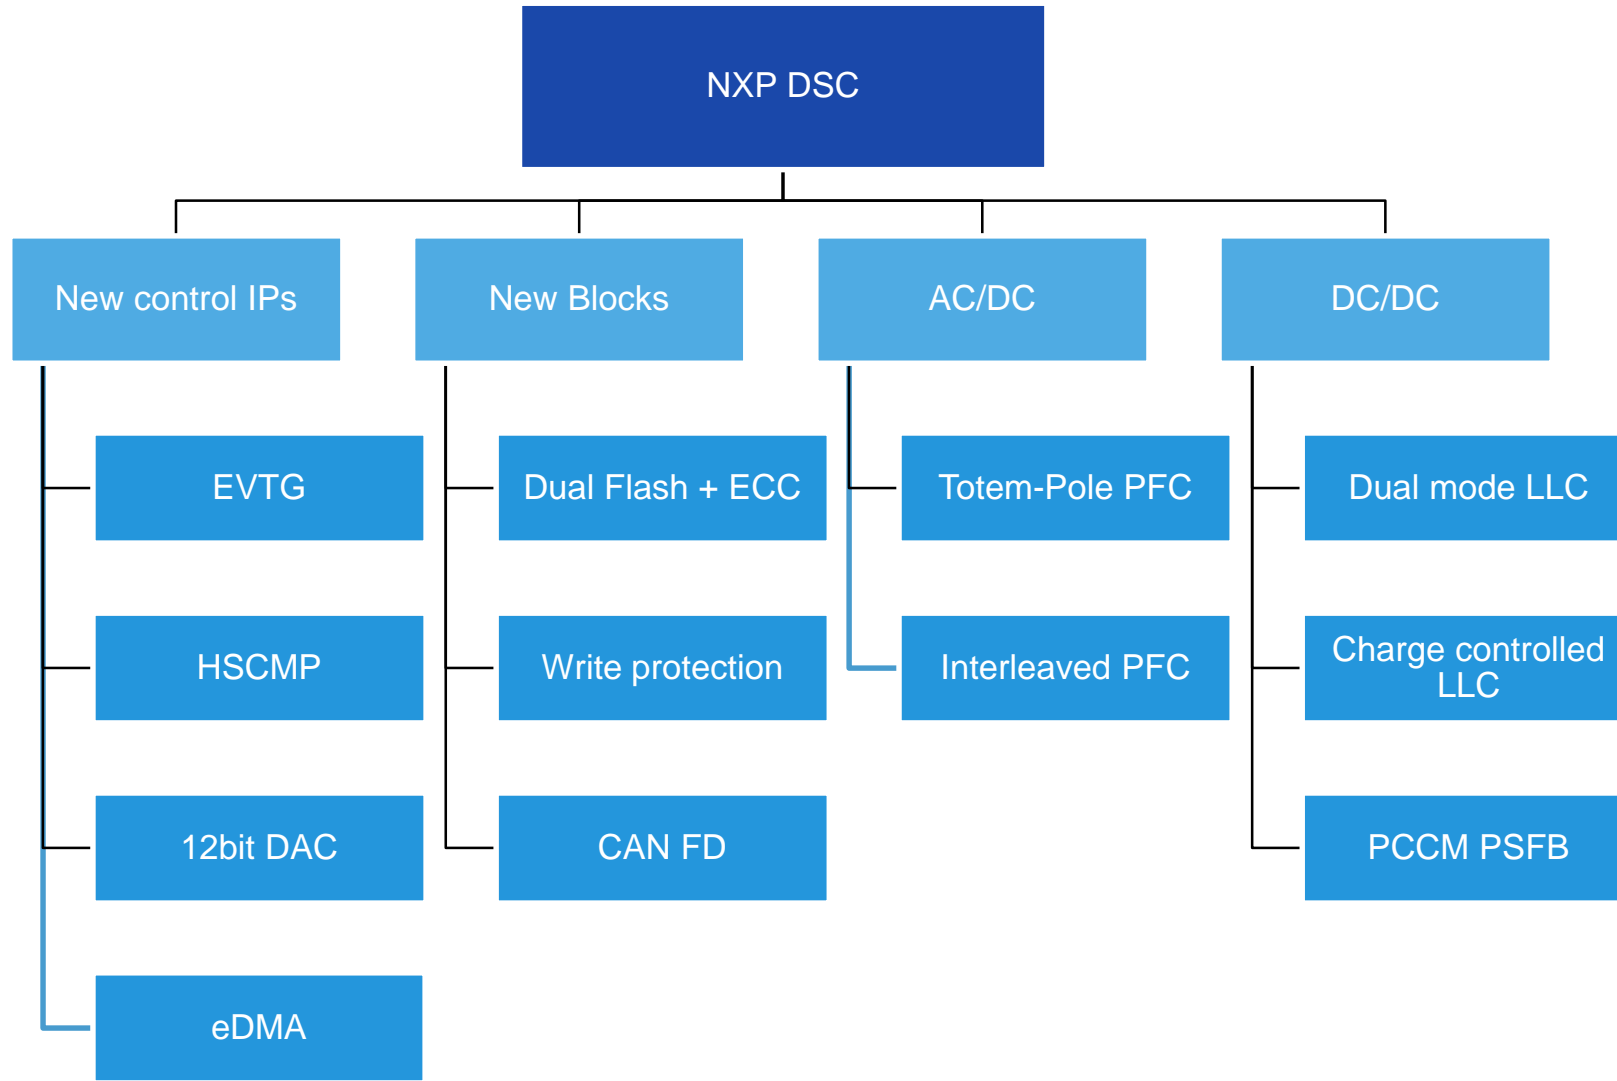 NXP DSC
New control IPs
New Blocks
AC/DC
DC/DC
EVTG
Dual Flash + ECC
Totem-Pole PFC
Dual mode LLC
HSCMP
Write protection
Interleaved PFC
Charge controlled
LLC
12bit DAC
CAN FD
PCCM PSFB
eDMA